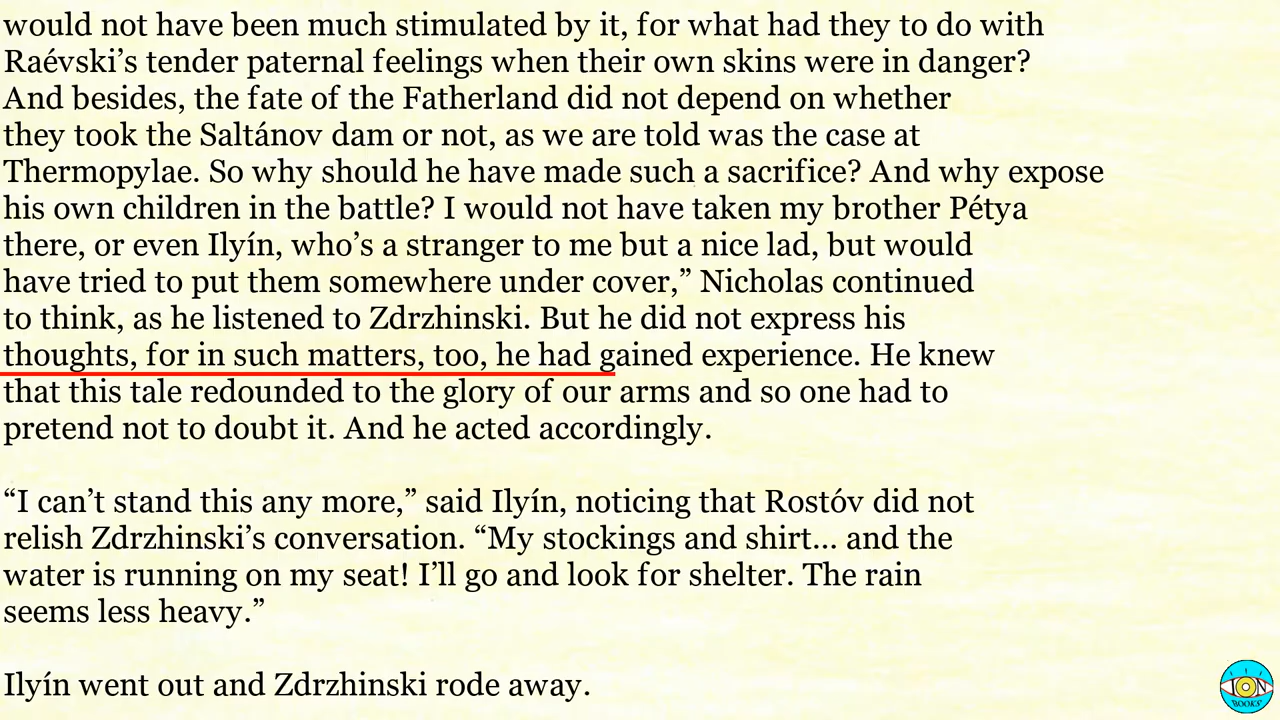 would not have been much stimulated by it, for what had they to do with
Raévski’s tender paternal feelings when their own skins were in danger?
And besides, the fate of the Fatherland did not depend on whether
they took the Saltánov dam or not, as we are told was the case at
Thermopylae. So why should he have made such a sacrifice? And why expose
his own children in the battle? I would not have taken my brother Pétya
there, or even Ilyín, who’s a stranger to me but a nice lad, but would
have tried to put them somewhere under cover,” Nicholas continued
to think, as he listened to Zdrzhinski. But he did not express his
thoughts, for in such matters, too, he had gained experience. He knew
that this tale redounded to the glory of our arms and so one had to
pretend not to doubt it. And he acted accordingly.
“I can’t stand this any more,” said Ilyín, noticing that Rostóv did not
relish Zdrzhinski’s conversation. “My stockings and shirt... and the
water is running on my seat! I’ll go and look for shelter. The rain
seems less heavy.”
Ilyín went out and Zdrzhinski rode away.
ION
BOOKS